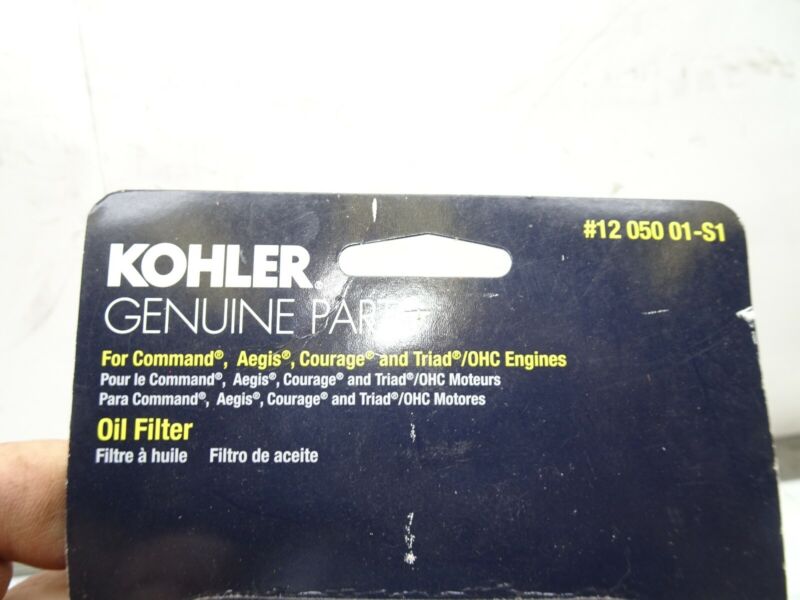 #12 050 01-S1
KOHLER®
GENUINE PARTS
For Command®, Aegis®, Courage® and Triad®/OHC Engines
Pour le Command®, Aegis®, Courage® and Triad®/OHC Moteurs
Para Command®, Aegis®, Courage® and Triad®/OHC Motores
Oil Filter
Filtre à huile Filtro de aceite